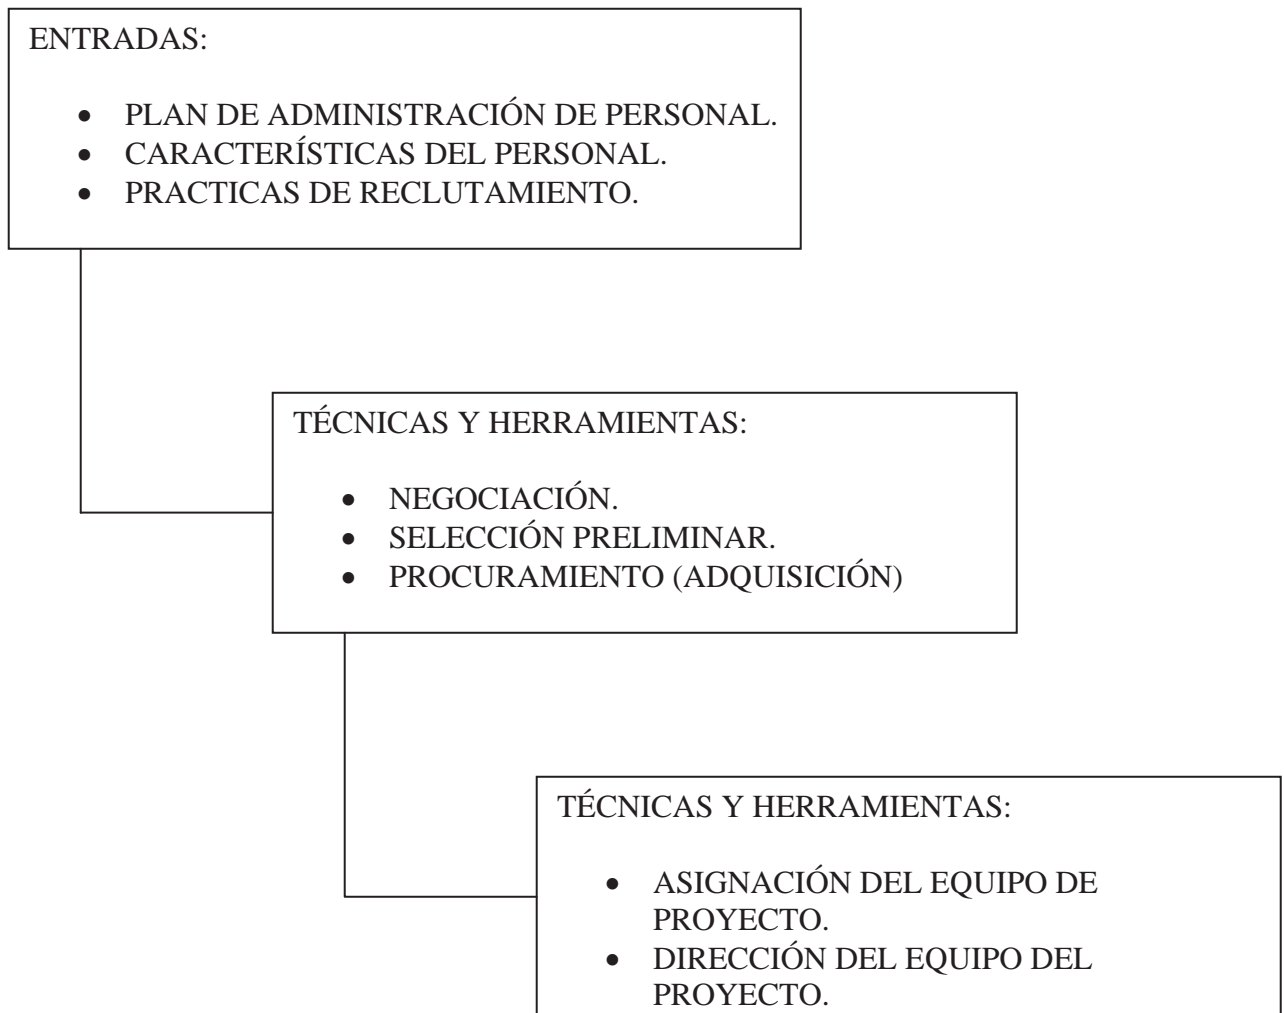 ENTRADAS:
• PLAN DE ADMINISTRACIÓN DE PERSONAL.
• CARACTERÍSTICAS DEL PERSONAL.
• PRACTICAS DE RECLUTAMIENTO.
TÉCNICAS Y HERRAMIENTAS:
• NEGOCIACIÓN.
• SELECCIÓN PRELIMINAR.
• PROCURAMIENTO (ADQUISICIÓN)
TÉCNICAS Y HERRAMIENTAS:
• ASIGNACIÓN DEL EQUIPO DE
PROYECTO.
• DIRECCIÓN DEL EQUIPO DEL
PROYECTO.